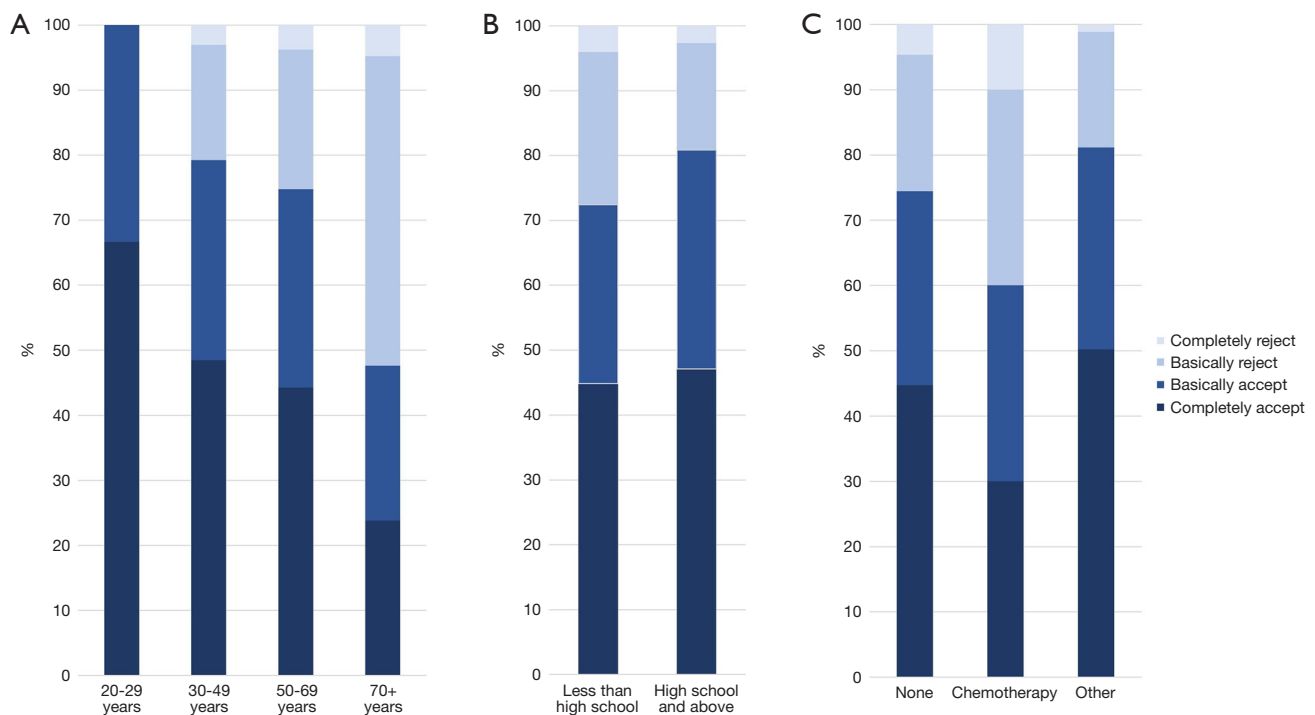 A
100
90
80
70
60
50
40
30
20
10
0
%
20-29
years
30-49
years
50-69
years
70+
years
B
100
90
80
70
60
50
40
30
20
10
0
%
Less than
high school
High school
and above
C
100
90
80
70
60
50
40
30
20
10
0
%
None
Chemotherapy
Other
Completely reject
Basically reject
Basically accept
Completely accept